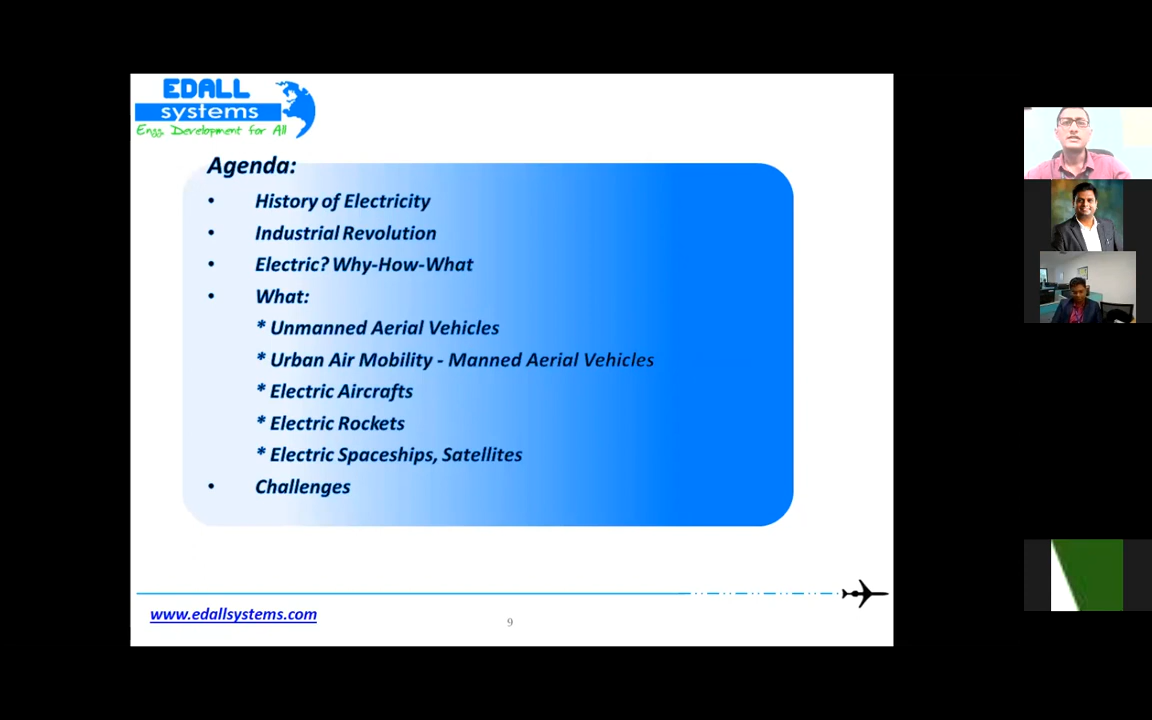 EDALL
systems
Engg. Development for All
Agenda:
• History of Electricity
• Industrial Revolution
• Electric? Why-How-What
• What:
* Unmanned Aerial Vehicles
* Urban Air Mobility - Manned Aerial Vehicles
* Electric Aircrafts
* Electric Rockets
* Electric Spaceships, Satellites
• Challenges
www.edallsystems.com
9